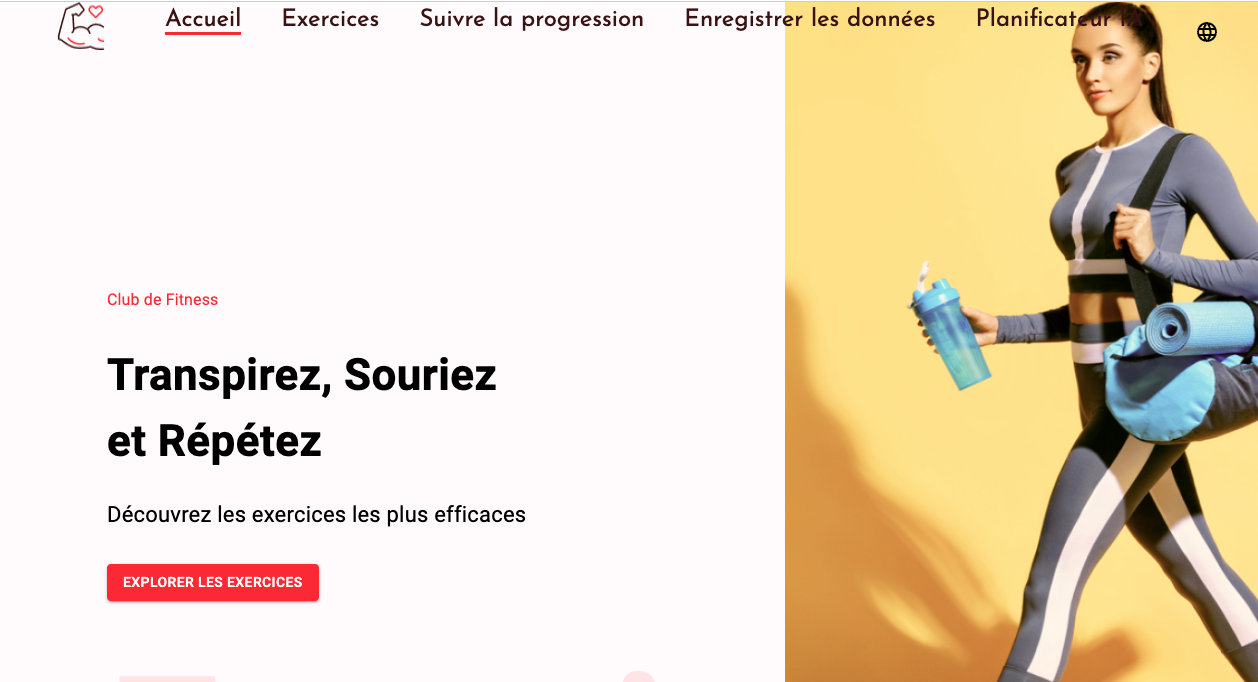 Accueil Exercices Suivre la progression Enregistrer les données Planificateur
Club de Fitness
Transpirez, Souriez
et Répétez
Découvrez les exercices les plus efficaces
EXPLORER LES EXERCICES